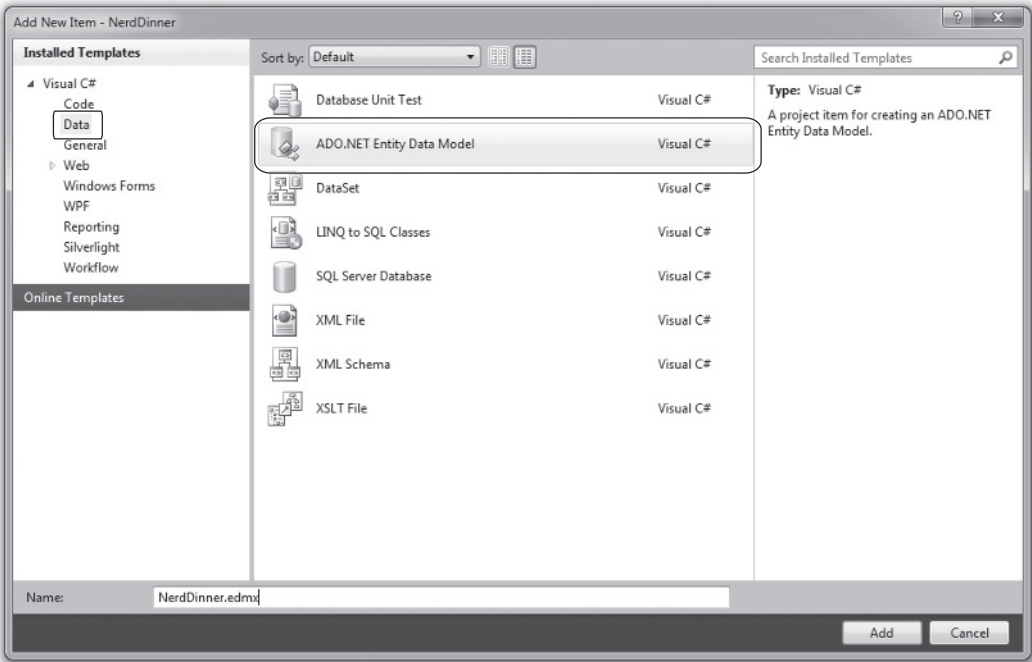 Add New Item - NerdDinner
Installed Templates
Visual C#
Code
Data
General
Web
Windows Forms
WPF
Reporting
Silverlight
Workflow
Online Templates
Sort by: Default
Search Installed Templates
Database Unit Test Visual C#
ADO.NET Entity Data Model Visual C#
DataSet Visual C#
LINQ to SQL Classes Visual C#
SQL Server Database Visual C#
XML File Visual C#
XML Schema Visual C#
XSLT File Visual C#
Type: Visual C#
A project item for creating an ADO.NET
Entity Data Model.
Name: NerdDinner.edmx
Add Cancel